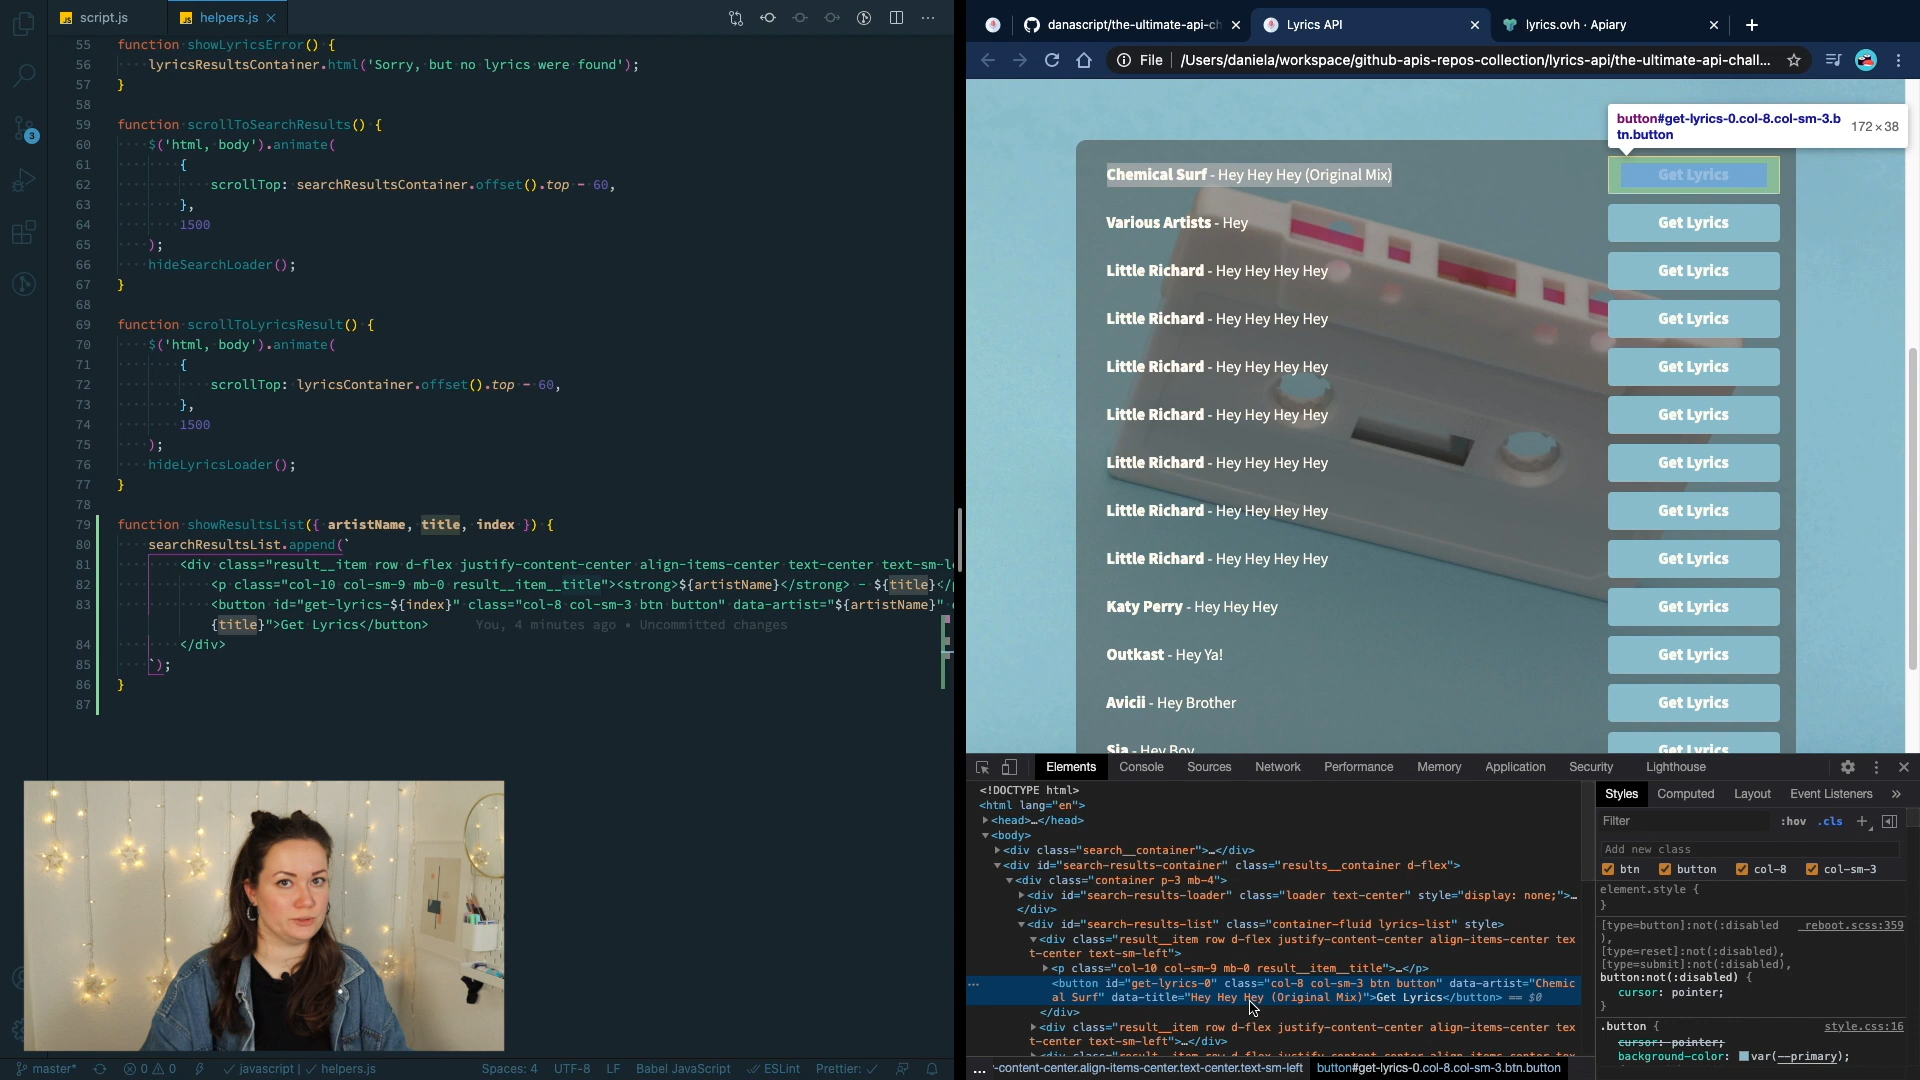 script.js
helpers.js
55 function showLyricsError() {
56 lyricsResultsContainer.html('Sorry, but no lyrics were found');
57 }
58
59 function scrollToSearchResults() {
60 $('html, body').animate(
61 {
62 scrollTop: searchResultsContainer.offset().top - 60,
63 },
64 1500
65 );
66 hideSearchLoader();
67 }
68
69 function scrollToLyricsResult() {
70 $('html, body').animate(
71 {
72 scrollTop: lyricsContainer.offset().top - 60,
73 },
74 1500
75 );
76 hideLyricsLoader();
77 }
78
79 function showResultsList({ artistName, title, index }) {
80 searchResultsList.append(`
81 <div class="result__item row d-flex justify-content-center align-items-center text-center text-sm-l
82 <p class="col-10 col-sm-9 mb-0 result__item__title"><strong>${artistName}</strong> - ${title}</
83 <button id="get-lyrics-${index}" class="col-8 col-sm-3 btn button" data-artist="${artistName}"
{title}">Get Lyrics</button> You, 4 minutes ago • Uncommitted changes
84 </div>
85 `);
86 }
87
3
master* 0 0 javascript | helpers.js Spaces: 4 UTF-8 LF Babel JavaScript ESLint Prettier:
danascript/the-ultimate-api-ch
Lyrics API
lyrics.ovh · Apiary
File /Users/daniela/workspace/github-apis-repos-collection/lyrics-api/the-ultimate-api-chall...
button#get-lyrics-0.col-8.col-sm-3.b
tn.button 172 × 38
Chemical Surf - Hey Hey Hey (Original Mix) Get Lyrics
Various Artists - Hey Get Lyrics
Little Richard - Hey Hey Hey Hey Get Lyrics
Little Richard - Hey Hey Hey Hey Get Lyrics
Little Richard - Hey Hey Hey Hey Get Lyrics
Little Richard - Hey Hey Hey Hey Get Lyrics
Little Richard - Hey Hey Hey Hey Get Lyrics
Little Richard - Hey Hey Hey Hey Get Lyrics
Little Richard - Hey Hey Hey Hey Get Lyrics
Katy Perry - Hey Hey Hey Get Lyrics
Outkast - Hey Ya! Get Lyrics
Avicii - Hey Brother Get Lyrics
Sia - Hey Boy Get Lyrics
Elements Console Sources Network Performance Memory Application Security Lighthouse
<!DOCTYPE html>
<html lang="en">
<head>…</head>
<body>
<div class="search__container">…</div>
<div id="search-results-container" class="results__container d-flex">
<div class="container p-3 mb-4">
<div id="search-results-loader" class="loader text-center" style="display: none;">…
</div>
<div id="search-results-list" class="container-fluid lyrics-list" style>
<div class="result__item row d-flex justify-content-center align-items-center tex
t-center text-sm-left">
<p class="col-10 col-sm-9 mb-0 result__item__title">…</p>
<button id="get-lyrics-0" class="col-8 col-sm-3 btn button" data-artist="Chemic
al Surf" data-title="Hey Hey Hey (Original Mix)">Get Lyrics</button> == $0
</div>
<div class="result__item row d-flex justify-content-center align-items-center tex
t-center text-sm-left">…</div>
<div class="result__item row d-flex justify-content-center align-items-center tex
... -content-center.align-items-center.text-center.text-sm-left button#get-lyrics-0.col-8.col-sm-3.btn.button
Styles Computed Layout Event Listeners »
Filter :hov .cls +
Add new class
btn button col-8 col-sm-3
element.style {
}
[type=button]:not(:disabled _reboot.scss:359
),
[type=reset]:not(:disabled),
[type=submit]:not(:disabled),
button:not(:disabled) {
cursor: pointer;
}
.button { style.css:16
cursor: pointer;
background-color: var(--primary);